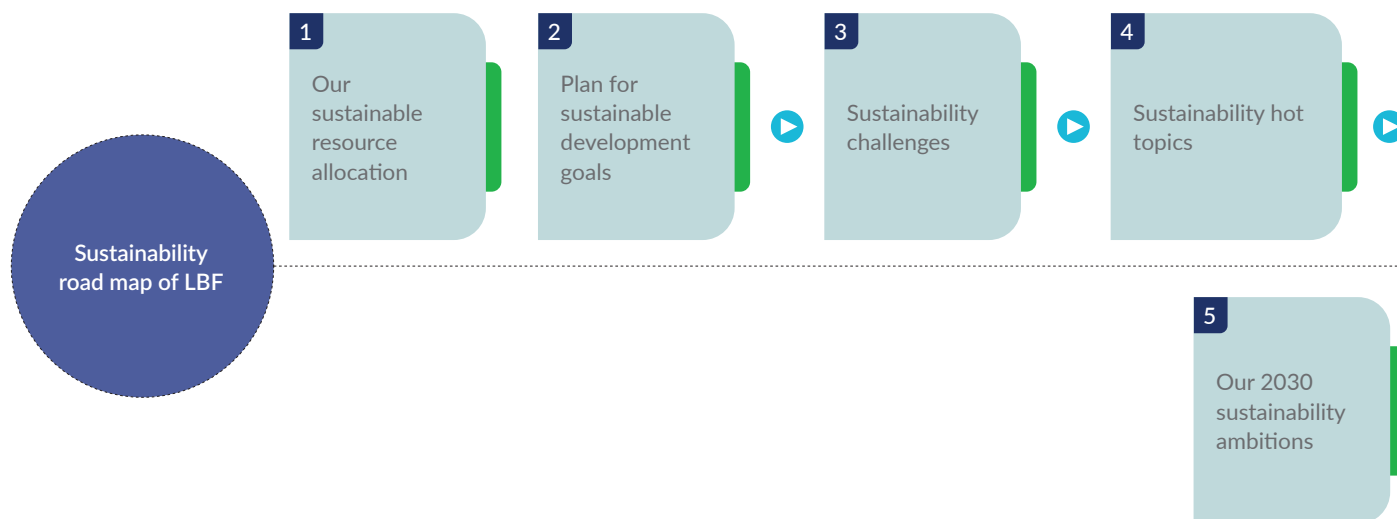 Sustainability
road map of LBF
1
Our
sustainable
resource
allocation
2
Plan for
sustainable
development
goals
3
Sustainability
challenges
4
Sustainability hot
topics
5
Our 2030
sustainability
ambitions